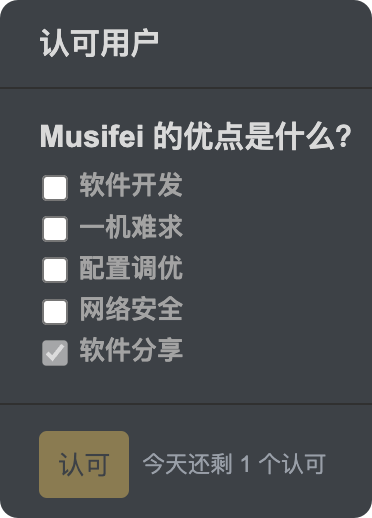 认可用户
Musifei 的优点是什么?
软件开发
一机难求
配置调优
网络安全
软件分享
认可
今天还剩 1 个认可